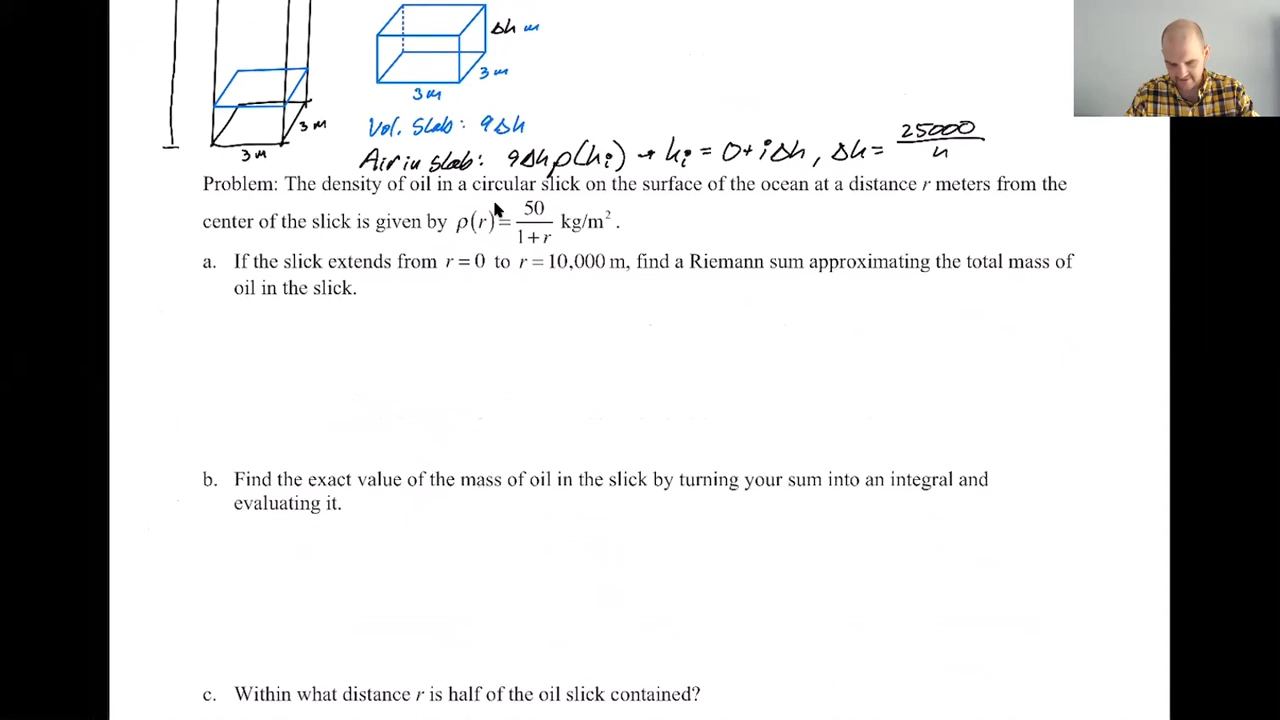 Δh m
3 m
3 m
3 m
3 m
Vol. Slab: 9Δh
Air in slab: 9Δhρ(hᵢ) → hᵢ = 0+iΔh, Δh = 25000/n
Problem: The density of oil in a circular slick on the surface of the ocean at a distance r meters from the
center of the slick is given by ρ(r) = 50/(1+r) kg/m².
a. If the slick extends from r = 0 to r = 10,000 m, find a Riemann sum approximating the total mass of
oil in the slick.
b. Find the exact value of the mass of oil in the slick by turning your sum into an integral and
evaluating it.
c. Within what distance r is half of the oil slick contained?